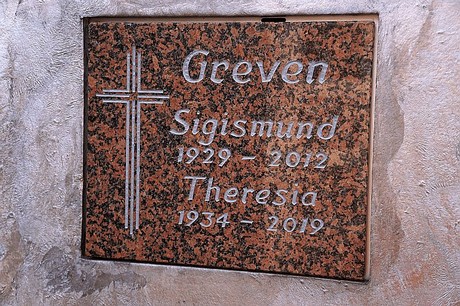 Greven
Sigismund
1929 - 2012
Theresia
1934 - 2019